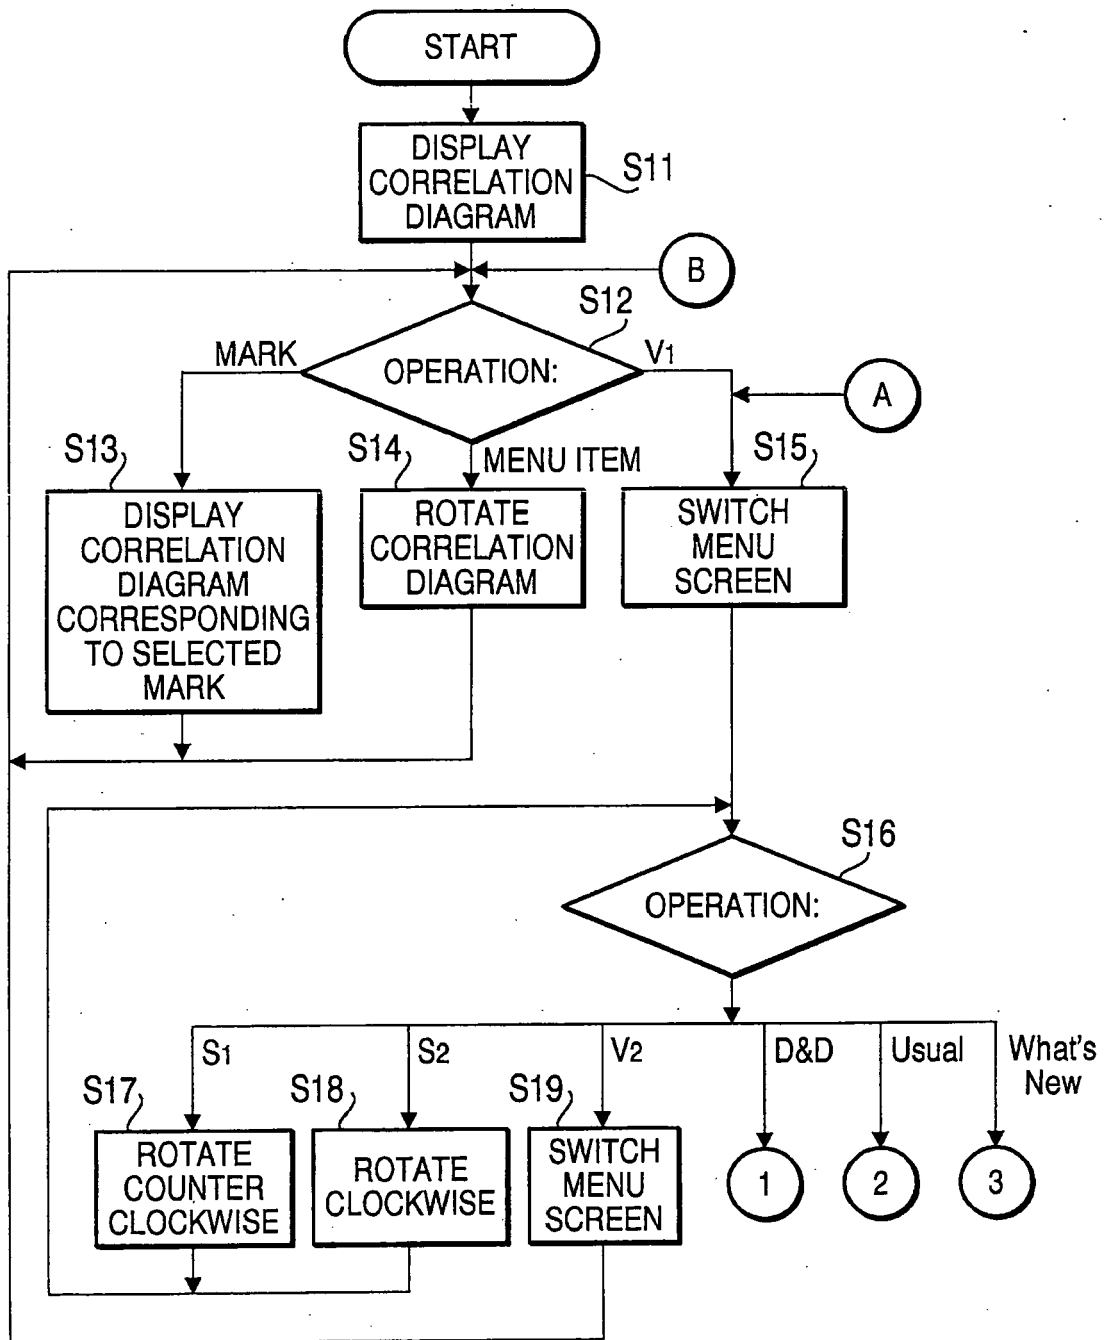 START
DISPLAY
CORRELATION
DIAGRAM
S11
B
S12
MARK
OPERATION:
V1
A
S13
S14
MENU ITEM
S15
DISPLAY
CORRELATION
DIAGRAM
CORRESPONDING
TO SELECTED
MARK
ROTATE
CORRELATION
DIAGRAM
SWITCH
MENU
SCREEN
S16
OPERATION:
S1
S2
V2
D&D
Usual
What's
New
S17
S18
S19
ROTATE
COUNTER
CLOCKWISE
ROTATE
CLOCKWISE
SWITCH
MENU
SCREEN
1
2
3